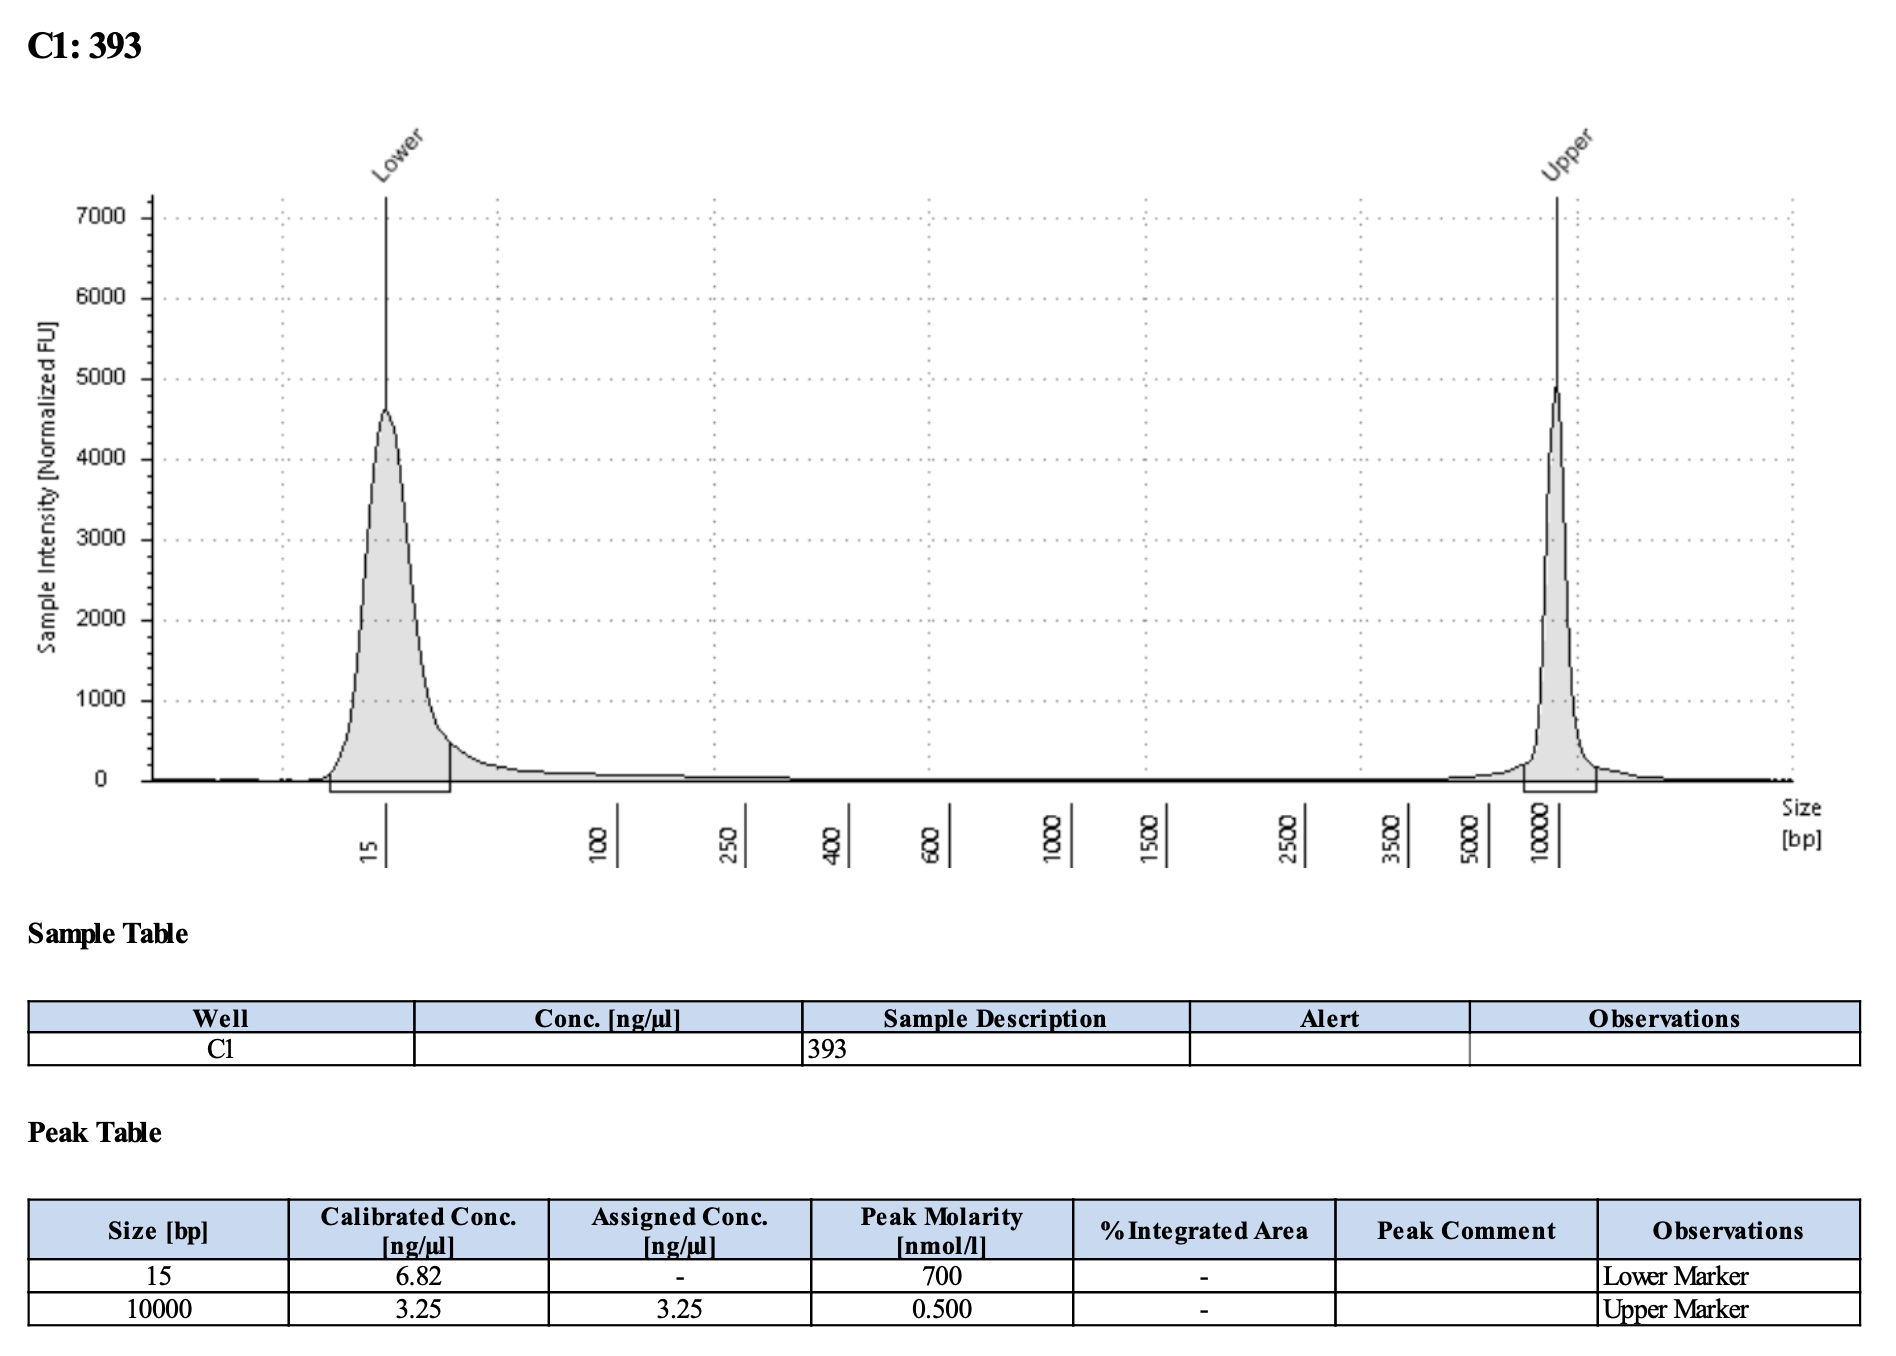 C1: 393
Lower
Upper
Sample Intensity [Normalized FU]
7000
6000
5000
4000
3000
2000
1000
0
15
100
250
400
600
1000
1500
2500
3500
5000
10000
Size
[bp]
Sample Table
Well Conc. [ng/µl] Sample Description Alert Observations
C1 393
Peak Table
Size [bp] Calibrated Conc. [ng/µl] Assigned Conc. [ng/µl] Peak Molarity [nmol/l] % Integrated Area Peak Comment Observations
15 6.82 - 700 - Lower Marker
10000 3.25 3.25 0.500 - Upper Marker